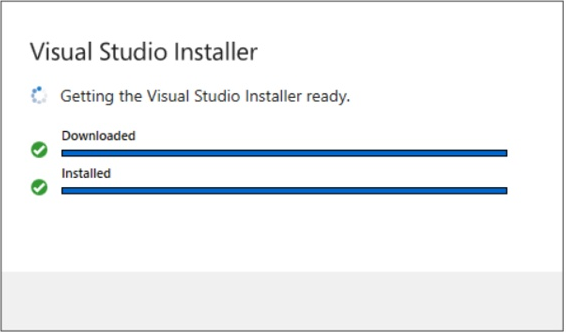 Visual Studio Installer
Getting the Visual Studio Installer ready.
Downloaded
Installed